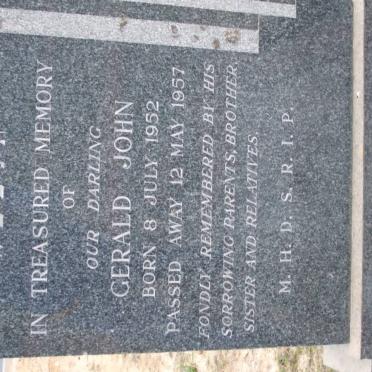 IN TREASURED MEMORY
OF
OUR DARLING
GERALD JOHN
BORN 8 JULY 1952
PASSED AWAY 12 MAY 1957
FONDLY REMEMBERED BY HIS
SORROWING PARENTS, BROTHER,
SISTER AND RELATIVES.
M. H. D. S. R. I. P.